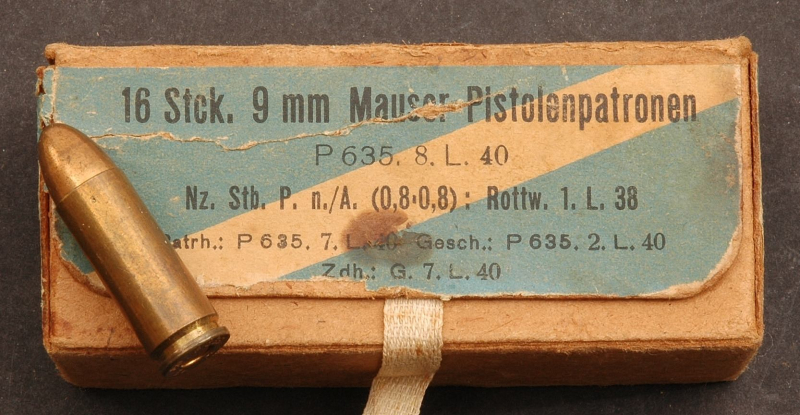 16 Stck. 9 mm Mauser Pistolenpatronen
P 635. 8. L. 40
Nz. Stb. P. n./A. (0,8·0,8): Rottw. 1. L. 38
Patrh.: P 635. 7. L. 40 Gesch.: P 635. 2. L. 40
Zdh.: G. 7. L. 40